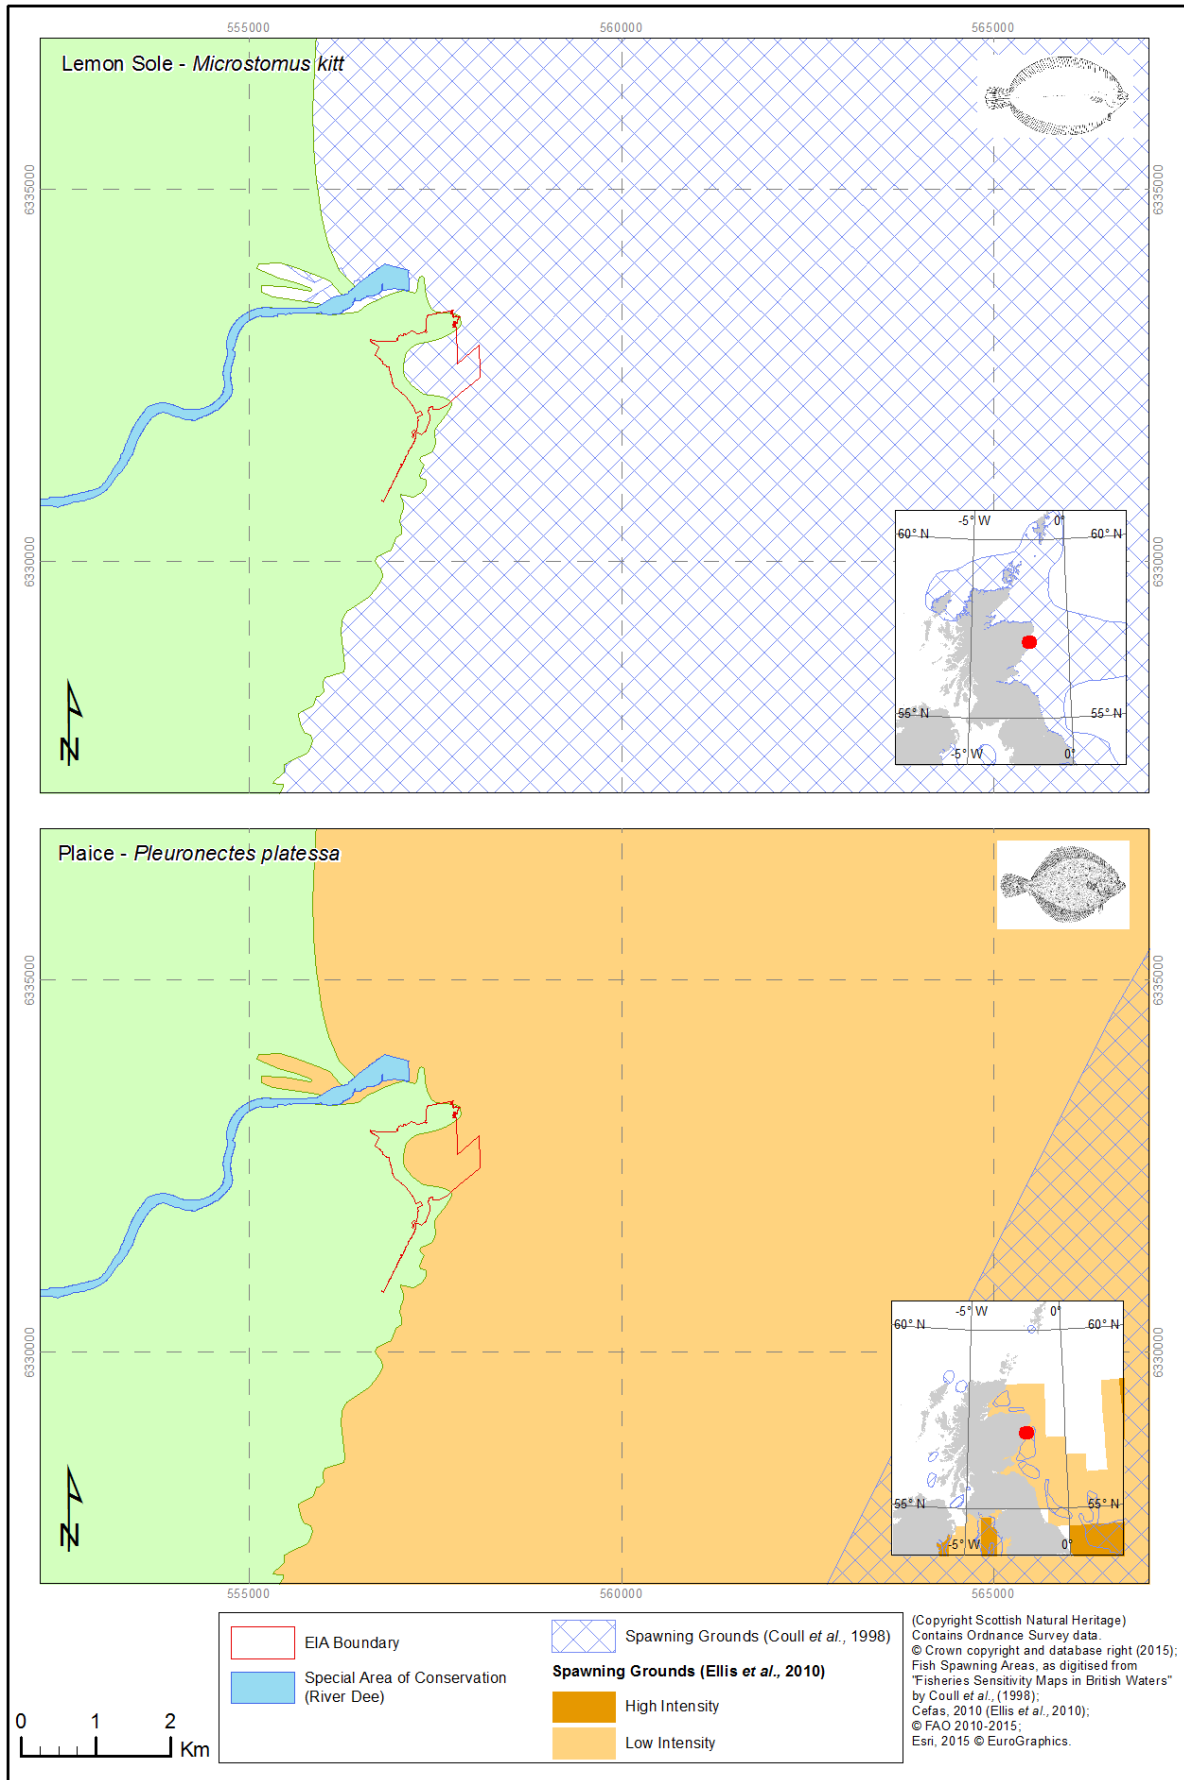 555000 560000 565000
Lemon Sole - Microstomus kitt
6335000 6335000
6330000 6330000
-5° W 0°
60° N 60° N
55° N 55° N
-5° W 0°
N
Plaice - Pleuronectes platessa
6335000 6335000
6330000 6330000
-5° W 0°
60° N 60° N
55° N 55° N
-5° W 0°
N
555000 560000 565000
EIA Boundary
Special Area of Conservation
(River Dee)
Spawning Grounds (Coull et al., 1998)
Spawning Grounds (Ellis et al., 2010)
High Intensity
Low Intensity
0 1 2
Km
(Copyright Scottish Natural Heritage)
Contains Ordnance Survey data.
© Crown copyright and database right (2015);
Fish Spawning Areas, as digitised from
"Fisheries Sensitivity Maps in British Waters"
by Coull et al., (1998);
Cefas, 2010 (Ellis et al., 2010);
© FAO 2010-2015;
Esri, 2015 © EuroGraphics.